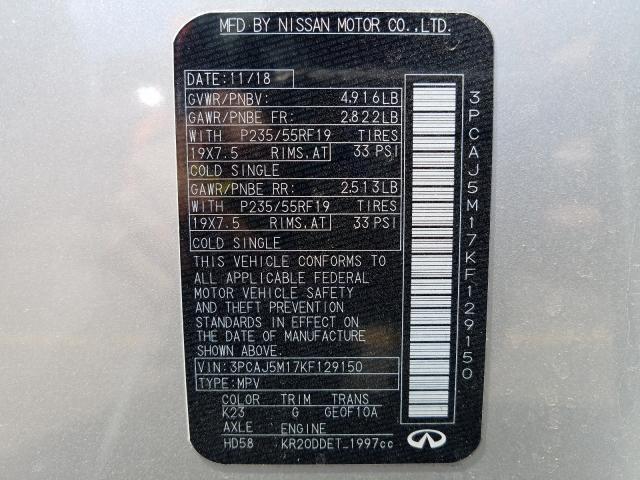 MFD BY NISSAN MOTOR CO.,LTD.
DATE:11/18
GVWR/PNBV: 4,916LB
GAWR/PNBE FR: 2,822LB
WITH P235/55RF19 TIRES
19X7.5 RIMS,AT 33 PSI
COLD SINGLE
GAWR/PNBE RR: 2,513LB
WITH P235/55RF19 TIRES
19X7.5 RIMS,AT 33 PSI
COLD SINGLE
THIS VEHICLE CONFORMS TO
ALL APPLICABLE FEDERAL
MOTOR VEHICLE SAFETY
AND THEFT PREVENTION
STANDARDS IN EFFECT ON
THE DATE OF MANUFACTURE
SHOWN ABOVE.
VIN: 3PCAJ5M17KF129150
TYPE:MPV
COLOR TRIM TRANS
K23 G GE0F10A
AXLE ENGINE
HD58 KR20DDET_1997cc
3PCAJ5M17KF129150